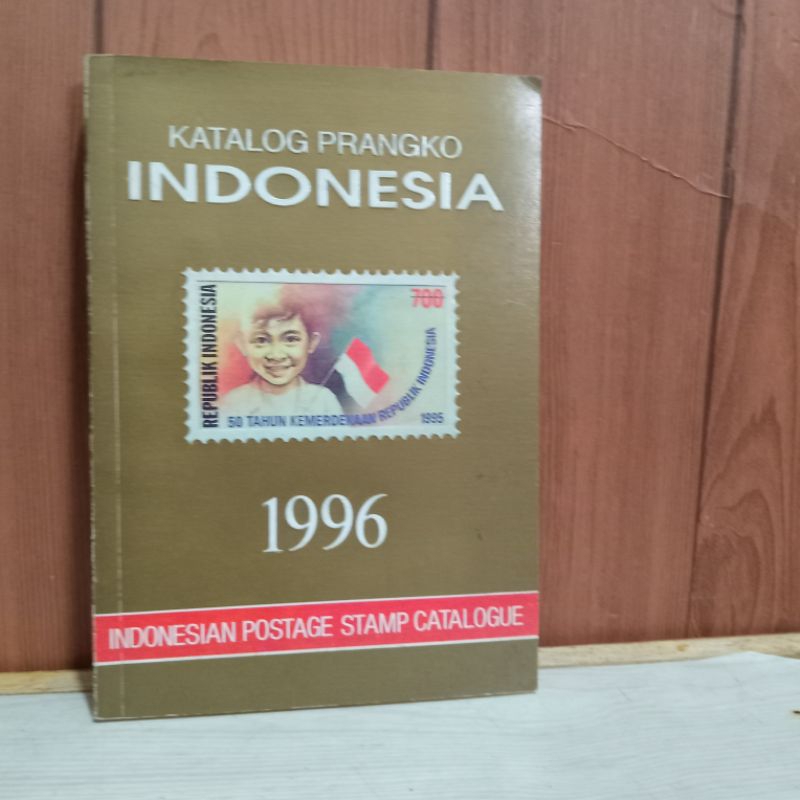 KATALOG PRANGKO
INDONESIA
REPUBLIK INDONESIA
700
50 TAHUN KEMERDEKAAN REPUBLIK INDONESIA
1995
1996
INDONESIAN POSTAGE STAMP CATALOGUE